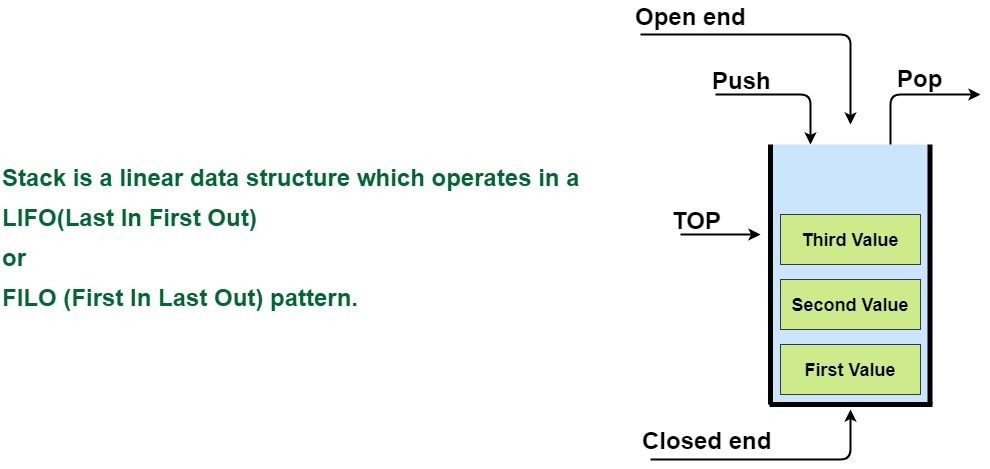 Stack is a linear data structure which operates in a
LIFO(Last In First Out)
or
FILO (First In Last Out) pattern.
Open end
Push
Pop
TOP
Third Value
Second Value
First Value
Closed end